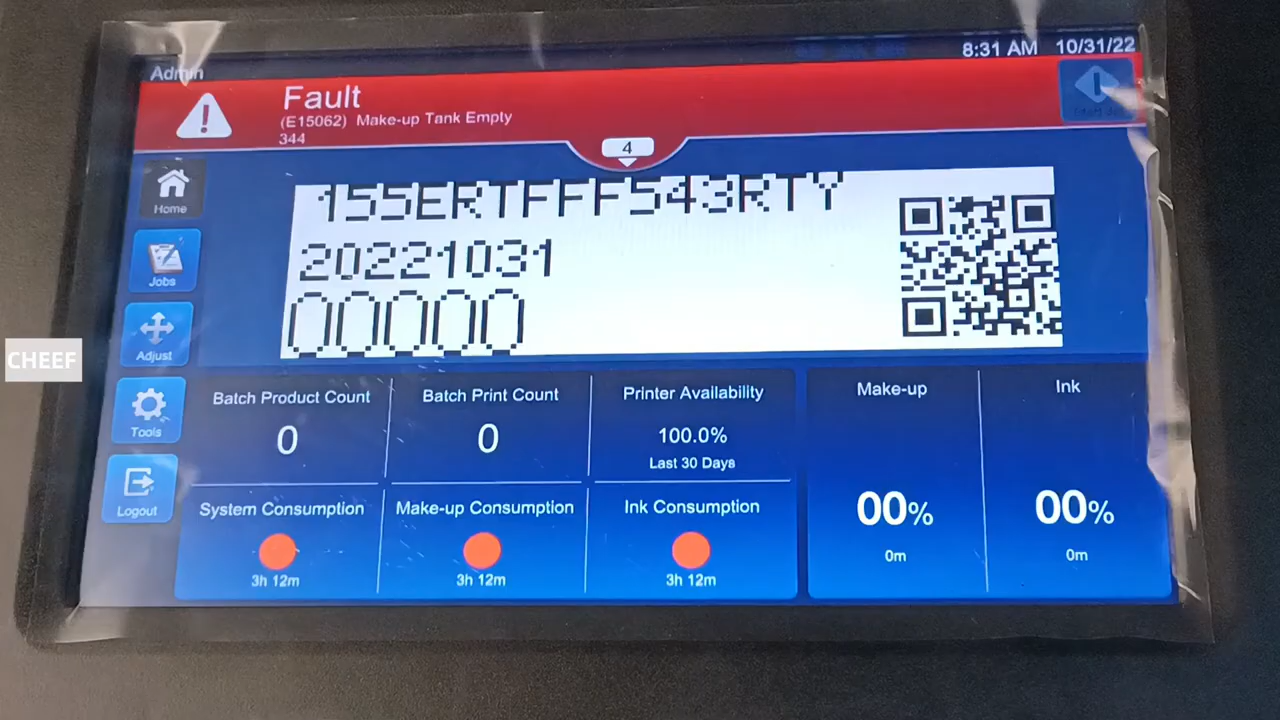 8:31 AM 10/31/22
Admin
Fault
(E15062) Make-up Tank Empty
344
4
Home
155ERTFFF543RTY
20221031
00000
Jobs
Adjust
Tools
Logout
CHEEF
Batch Product Count
0
Batch Print Count
0
Printer Availability
100.0%
Last 30 Days
System Consumption
3h 12m
Make-up Consumption
3h 12m
Ink Consumption
3h 12m
Make-up
00%
0m
Ink
00%
0m